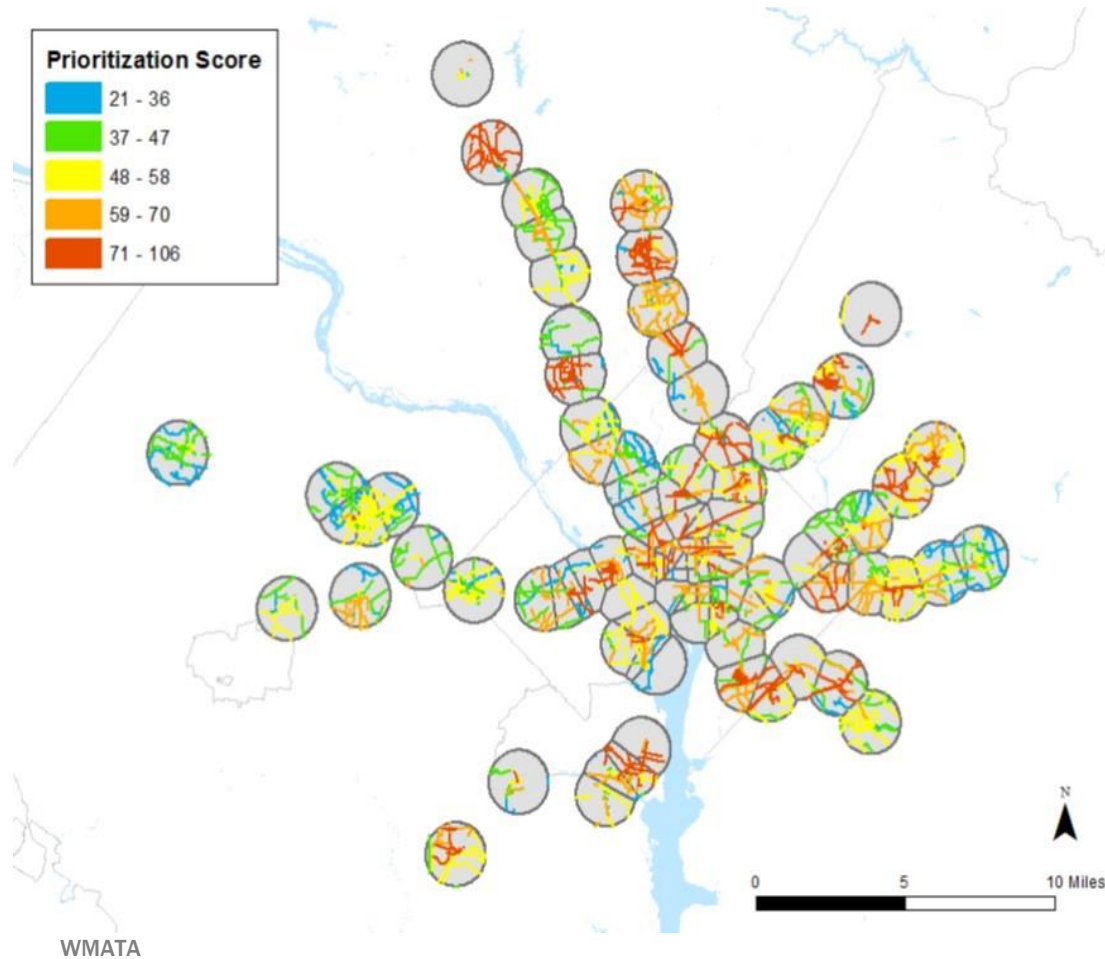 Prioritization Score
21 - 36
37 - 47
48 - 58
59 - 70
71 - 106
N
0 5 10 Miles
WMATA